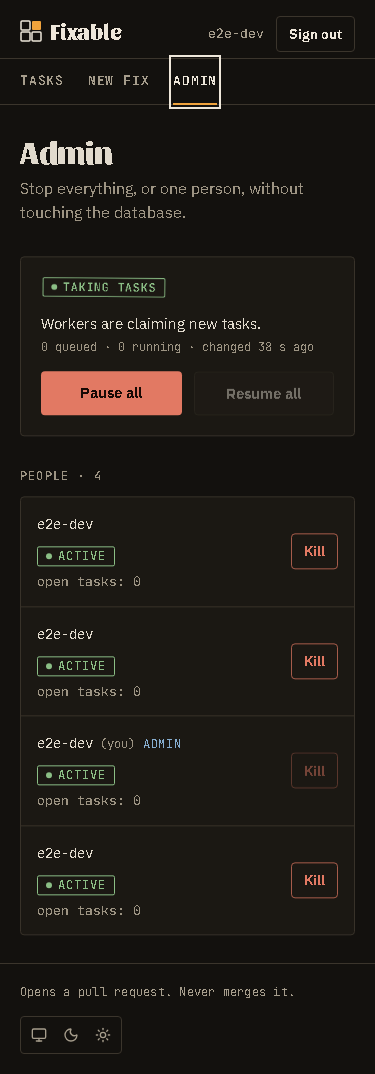 Fixable
e2e-dev
Sign out
TASKS
NEW FIX
ADMIN
Admin
Stop everything, or one person, without
touching the database.
TAKING TASKS
Workers are claiming new tasks.
0 queued · 0 running · changed 38 s ago
Pause all
Resume all
PEOPLE · 4
e2e-dev
ACTIVE
open tasks: 0
Kill
e2e-dev
ACTIVE
open tasks: 0
Kill
e2e-dev (you) ADMIN
ACTIVE
open tasks: 0
Kill
e2e-dev
ACTIVE
open tasks: 0
Kill
Opens a pull request. Never merges it.